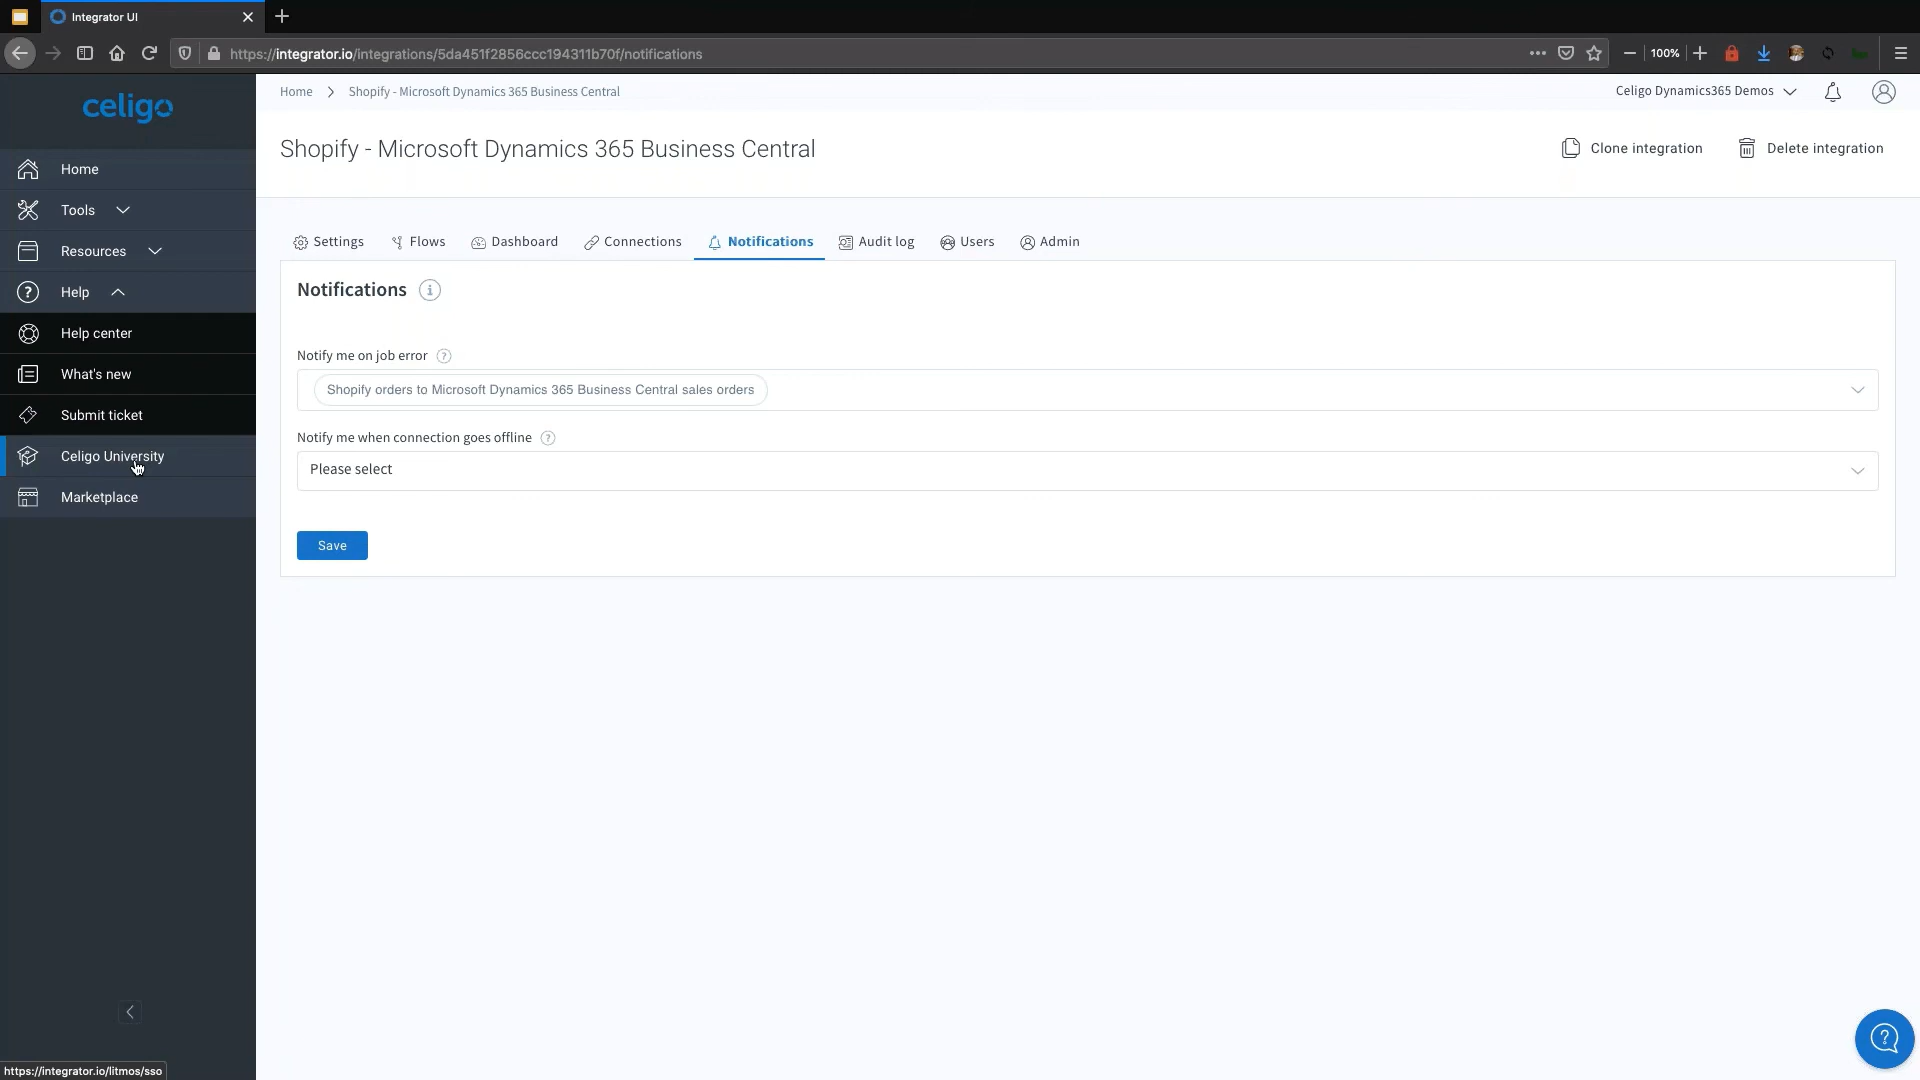 Integrator UI
https://integrator.io/integrations/5da451f2856ccc194311b70f/notifications
100%
celigo
Home
Tools
Resources
Help
Help center
What's new
Submit ticket
Celigo University
Marketplace
Home > Shopify - Microsoft Dynamics 365 Business Central
Celigo Dynamics365 Demos
Shopify - Microsoft Dynamics 365 Business Central
Clone integration
Delete integration
Settings Flows Dashboard Connections Notifications Audit log Users Admin
Notifications
Notify me on job error
Shopify orders to Microsoft Dynamics 365 Business Central sales orders
Notify me when connection goes offline
Please select
Save
https://integrator.io/litmos/sso